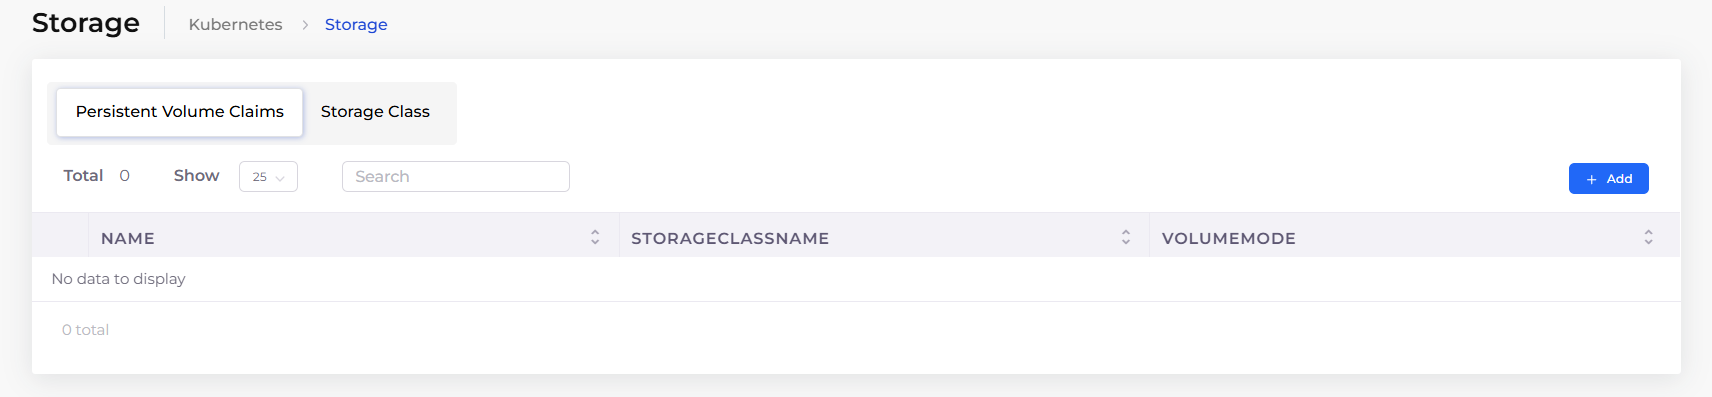 Storage Kubernetes > Storage
Persistent Volume Claims Storage Class
Total 0 Show 25 Search + Add
NAME STORAGECLASSNAME VOLUMEMODE
No data to display
0 total